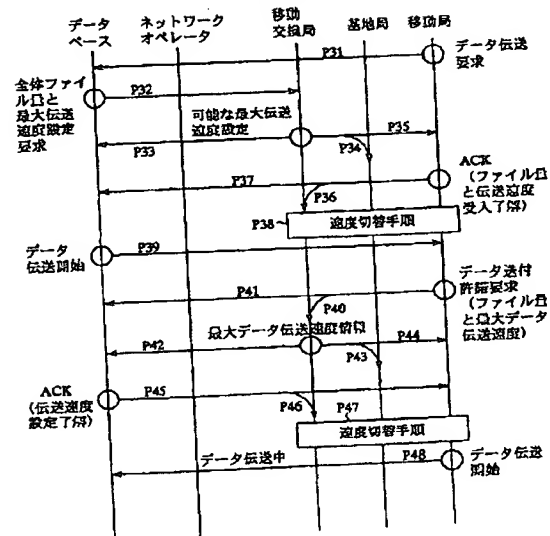 データ
ベース
ネットワーク
オペレータ
移動
交換局
基地局
移動局
P31
データ伝送
要求
P32
全体ファイ
ル量と
最大伝送
速度設定
要求
可能な最大伝送
速度設定
P35
P33
P34
ACK
(ファイル量
と伝送速度
受入了解)
P37
P36
P38
速度切替手順
データ
伝送開始
P39
データ送付
許諾要求
(ファイル量
と最大データ
伝送速度)
P41
P40
最大データ伝送速度情報
P44
P42
P43
ACK
(伝送速度
設定了解)
P45
P46
P47
速度切替手順
データ伝送中
P48
データ伝送
開始